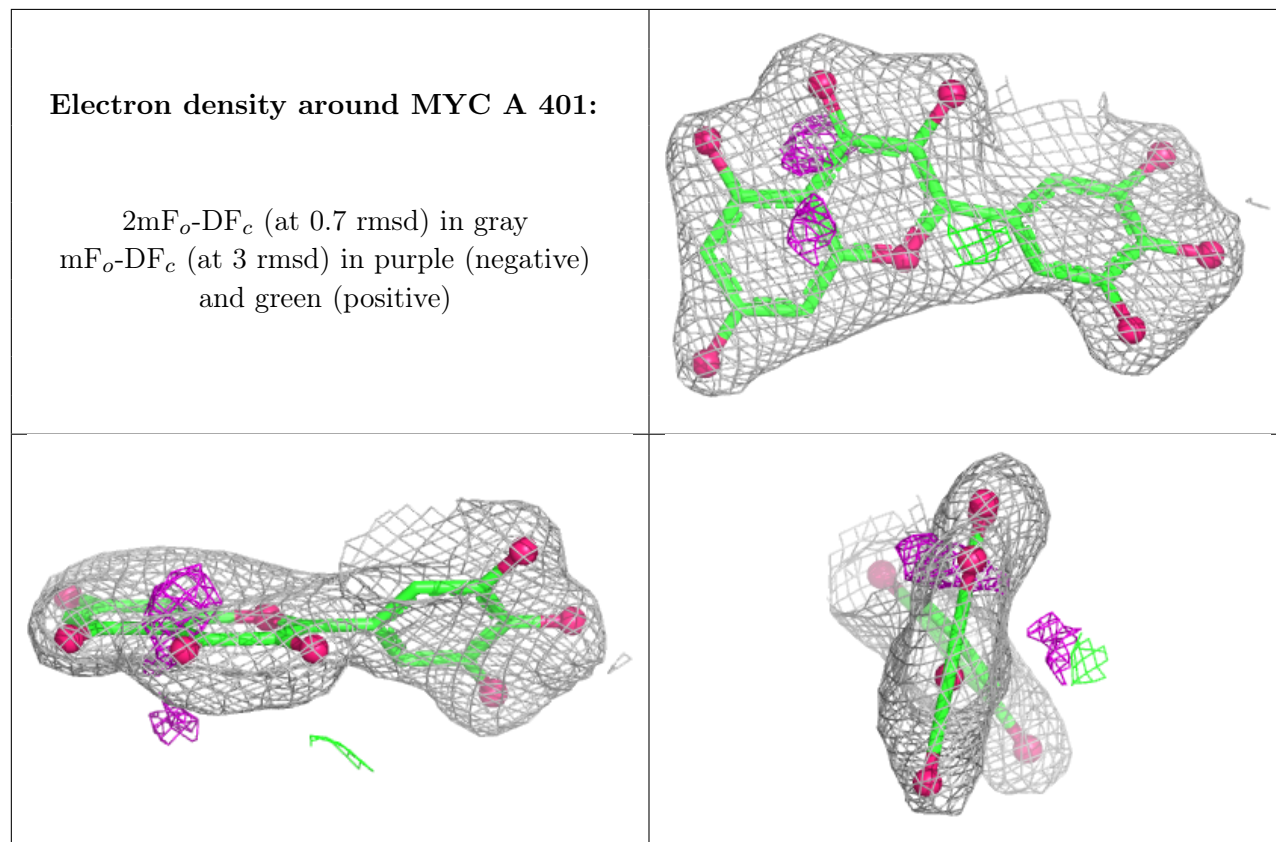 Electron density around MYC A 401:
2mFo-DFc (at 0.7 rmsd) in gray
mFo-DFc (at 3 rmsd) in purple (negative)
and green (positive)